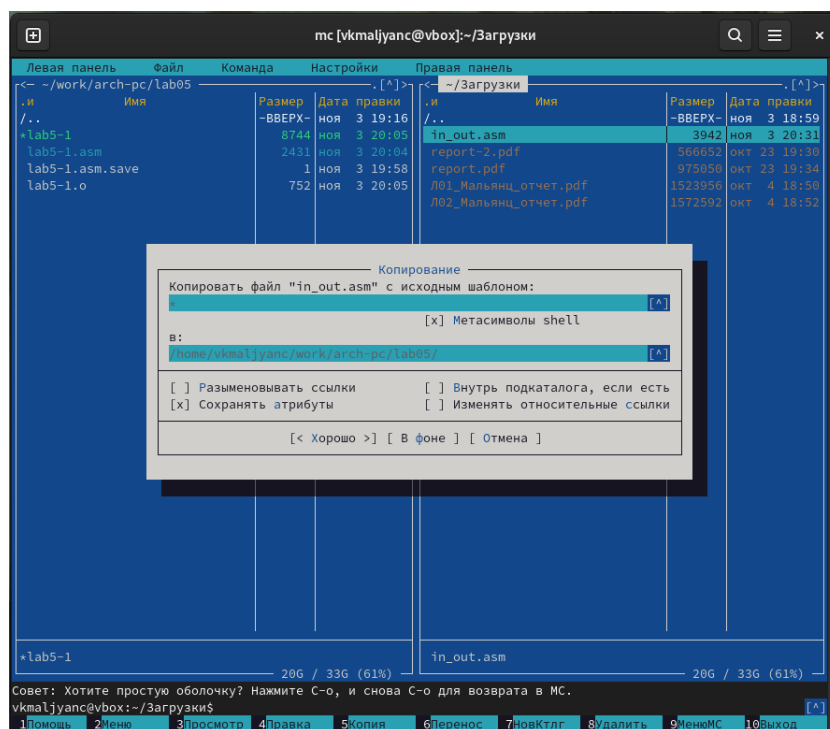 mc [vkmaljyanc@vbox]:~/Загрузки
Левая панель Файл Команда Настройки Правая панель
<— ~/work/arch-pc/lab05 .[^]> <— ~/Загрузки .[^]>
.и Имя Размер Дата правки .и Имя Размер Дата правки
/.. -ВВЕРХ- ноя 3 19:16 /.. -ВВЕРХ- ноя 3 18:59
*lab5-1 8744 ноя 3 20:05 in_out.asm 3942 ноя 3 20:31
lab5-1.asm 2431 ноя 3 20:04 report-2.pdf 566652 окт 23 19:30
lab5-1.asm.save 1 ноя 3 19:58 report.pdf 975050 окт 23 19:34
lab5-1.o 752 ноя 3 20:05 Л01_Мальянц_отчет.pdf 1523956 окт 4 18:50
Л02_Мальянц_отчет.pdf 1572592 окт 4 18:52
Копирование
Копировать файл "in_out.asm" с исходным шаблоном:
* [^]
[x] Метасимволы shell
в:
/home/vkmaljyanc/work/arch-pc/lab05/ [^]
[ ] Разыменовывать ссылки [ ] Внутрь подкаталога, если есть
[x] Сохранять атрибуты [ ] Изменять относительные ссылки
[< Хорошо >] [ В фоне ] [ Отмена ]
*lab5-1 in_out.asm
20G / 33G (61%) 20G / 33G (61%)
Совет: Хотите простую оболочку? Нажмите C-o, и снова C-o для возврата в MC.
vkmaljyanc@vbox:~/Загрузки$ [^]
1Помощь 2Меню 3Просмотр 4Правка 5Копия 6Перенос 7НовКтлг 8Удалить 9МенюMC 10Выход